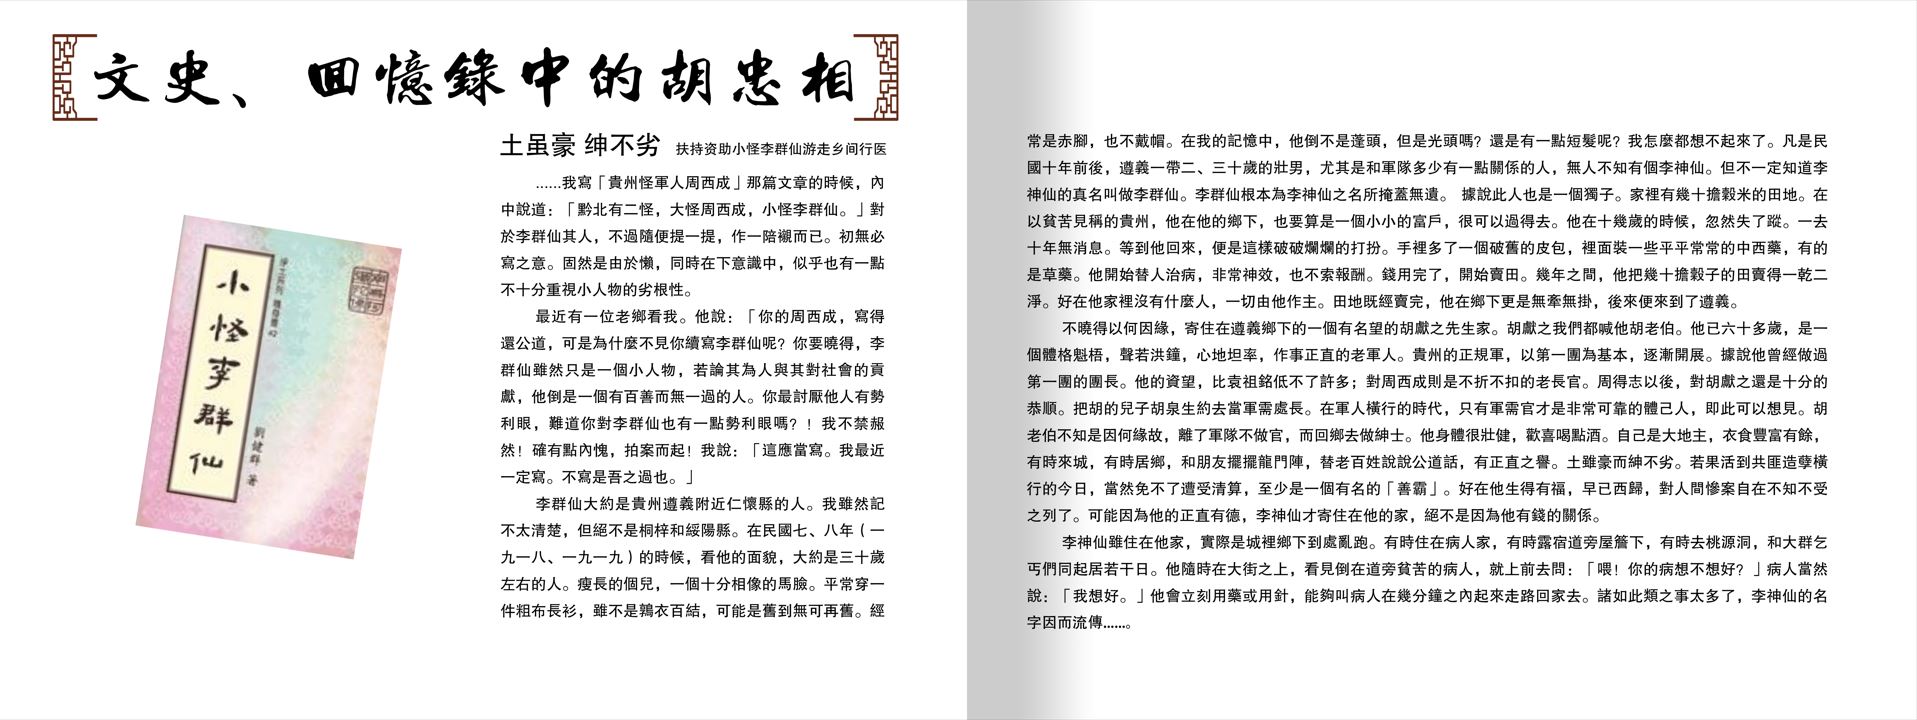 文史、回憶錄中的胡忠相
土虽豪 绅不劣 扶持资助小怪李群仙游走乡间行医
......我寫「貴州怪軍人周西成」那篇文章的時候，內
中說道：「黔北有二怪，大怪周西成，小怪李群仙。」對
於李群仙其人，不過隨便提一提，作一陪襯而已。初無必
寫之意。固然是由於懶，同時在下意識中，似乎也有一點
不十分重視小人物的劣根性。
最近有一位老鄉看我。他說：「你的周西成，寫得
還公道，可是為什麼不見你續寫李群仙呢？你要曉得，李
群仙雖然只是一個小人物，若論其為人與其對社會的貢
獻，他倒是一個有百善而無一過的人。你最討厭他人有勢
利眼，難道你對李群仙也有一點勢利眼嗎？！我不禁赧
然！確有點內愧，拍案而起！我說：「這應當寫。我最近
一定寫。不寫是吾之過也。」
李群仙大約是貴州遵義附近仁懷縣的人。我雖然記
不太清楚，但絕不是桐梓和綏陽縣。在民國七、八年（一
九一八、一九一九）的時候，看他的面貌，大約是三十歲
左右的人。瘦長的個兒，一個十分相像的馬臉。平常穿一
件粗布長衫，雖不是鶉衣百結，可能是舊到無可再舊。經
小怪李群仙
劉健群 著
常是赤腳，也不戴帽。在我的記憶中，他倒不是蓬頭，但是光頭嗎？還是有一點短髮呢？我怎麼都想不起來了。凡是民
國十年前後，遵義一帶二、三十歲的壯男，尤其是和軍隊多少有一點關係的人，無人不知有個李神仙。但不一定知道李
神仙的真名叫做李群仙。李群仙根本為李神仙之名所掩蓋無遺。 據說此人也是一個獨子。家裡有幾十擔穀米的田地。在
以貧苦見稱的貴州，他在他的鄉下，也要算是一個小小的富戶，很可以過得去。他在十幾歲的時候，忽然失了蹤。一去
十年無消息。等到他回來，便是這樣破破爛爛的打扮。手裡多了一個破舊的皮包，裡面裝一些平平常常的中西藥，有的
是草藥。他開始替人治病，非常神效，也不索報酬。錢用完了，開始賣田。幾年之間，他把幾十擔穀子的田賣得一乾二
淨。好在他家裡沒有什麼人，一切由他作主。田地既經賣完，他在鄉下更是無牽無掛，後來便來到了遵義。
不曉得以何因緣，寄住在遵義鄉下的一個有名望的胡獻之先生家。胡獻之我們都喊他胡老伯。他已六十多歲，是一
個體格魁梧，聲若洪鐘，心地坦率，作事正直的老軍人。貴州的正規軍，以第一團為基本，逐漸開展。據說他曾經做過
第一團的團長。他的資望，比袁祖銘低不了許多；對周西成則是不折不扣的老長官。周得志以後，對胡獻之還是十分的
恭順。把胡的兒子胡泉生約去當軍需處長。在軍人橫行的時代，只有軍需官才是非常可靠的體己人，即此可以想見。胡
老伯不知是因何緣故，離了軍隊不做官，而回鄉去做紳士。他身體很壯健，歡喜喝點酒。自己是大地主，衣食豐富有餘，
有時來城，有時居鄉，和朋友擺擺龍門陣，替老百姓說說公道話，有正直之譽。土雖豪而紳不劣。若果活到共匪造孽橫
行的今日，當然免不了遭受清算，至少是一個有名的「善霸」。好在他生得有福，早已西歸，對人間慘案自在不知不受
之列了。可能因為他的正直有德，李神仙才寄住在他的家，絕不是因為他有錢的關係。
李神仙雖住在他家，實際是城裡鄉下到處亂跑。有時住在病人家，有時露宿道旁屋簷下，有時去桃源洞，和大群乞
丐們同起居若干日。他隨時在大街之上，看見倒在道旁貧苦的病人，就上前去問：「喂！你的病想不想好？」病人當然
說：「我想好。」他會立刻用藥或用針，能夠叫病人在幾分鐘之內起來走路回家去。諸如此類之事太多了，李神仙的名
字因而流傳......。